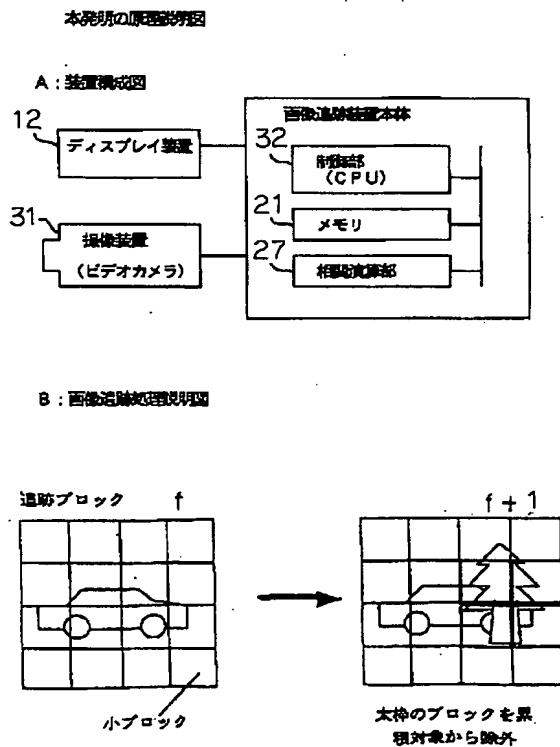 本発明の原理説明図
A：装置構成図
画像追跡装置本体
12
ディスプレイ装置
32
制御部
（CPU）
31
撮像装置
（ビデオカメラ）
21
メモリ
27
相関演算部
B：画像追跡処理説明図
追跡ブロック f
f + 1
小ブロック
太枠のブロックを累
積対象から除外